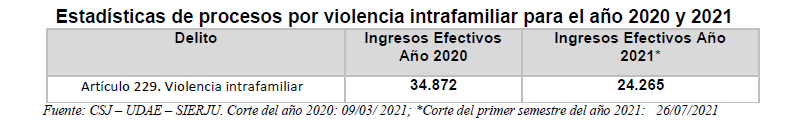 Estadísticas de procesos por violencia intrafamiliar para el año 2020 y 2021
Delito
Ingresos Efectivos
Año 2020
Ingresos Efectivos Año
2021*
Artículo 229. Violencia intrafamiliar
34.872
24.265
Fuente: CSJ – UDAE – SIERJU. Corte del año 2020: 09/03/ 2021; *Corte del primer semestre del año 2021: 26/07/2021